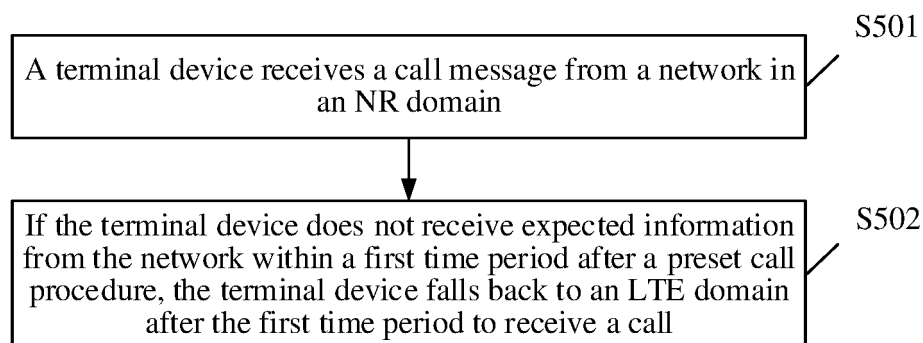 S501
A terminal device receives a call message from a network in
an NR domain
S502
If the terminal device does not receive expected information
from the network within a first time period after a preset call
procedure, the terminal device falls back to an LTE domain
after the first time period to receive a call